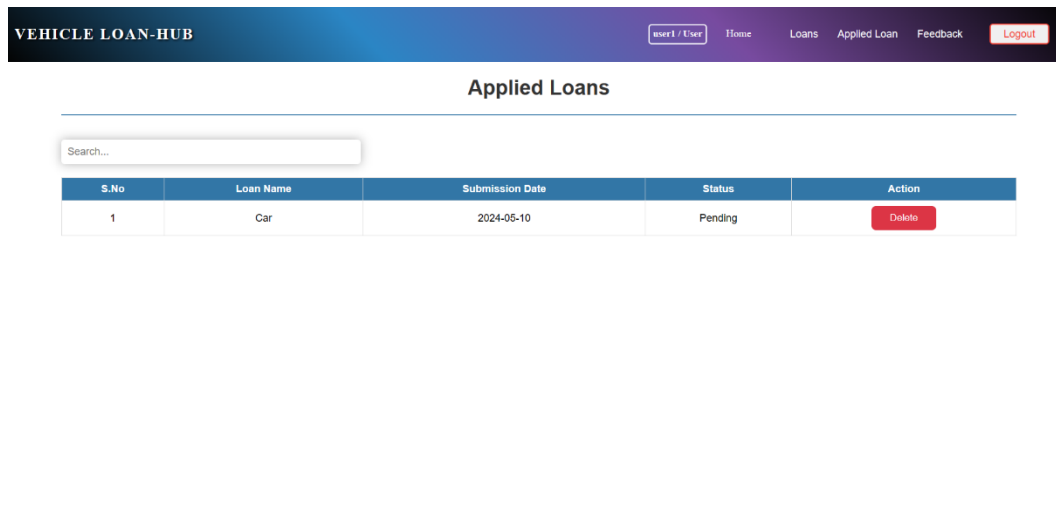 VEHICLE LOAN-HUB user1 / User Home Loans Applied Loan Feedback Logout
Applied Loans
Search...
S.No Loan Name Submission Date Status Action
1 Car 2024-05-10 Pending Delete